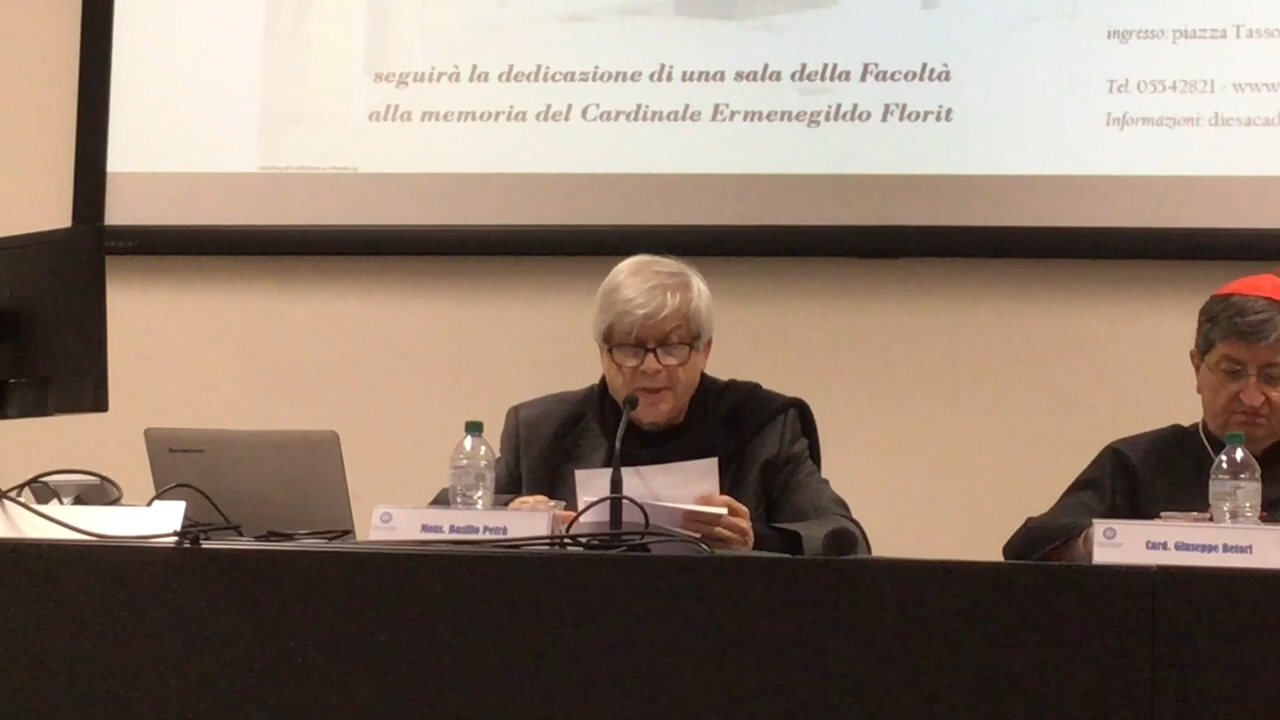 seguirà la dedicazione di una sala della Facoltà
alla memoria del Cardinale Ermenegildo Florit
ingresso: piazza Tasso
Tel. 05542821 - www
Informazioni: diesacad
Lenovo
Mons. Basilio Petrà
Card. Giuseppe Betori